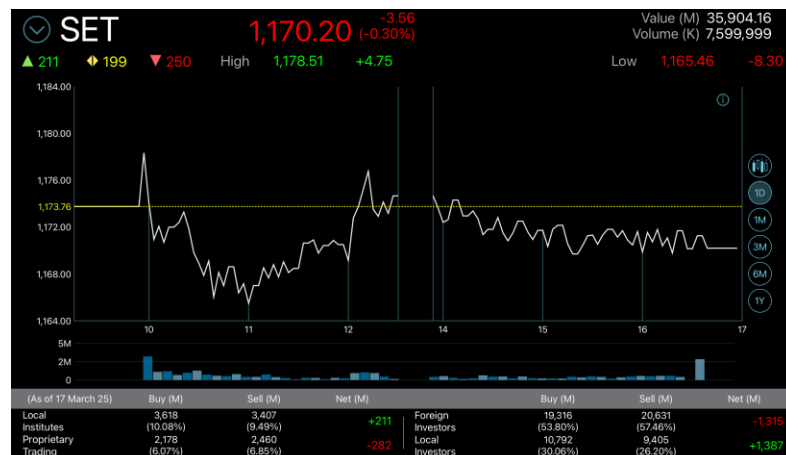 SET 1,170.20 -3.56 (-0.30%) Value (M) 35,904.16
Volume (K) 7,599,999
211 199 250 High 1,178.51 +4.75 Low 1,165.46 -8.30
1,184.00
1,180.00
1,176.00
1,173.76
1,172.00
1,168.00
1,164.00
1D
1M
3M
6M
1Y
10 11 12 14 15 16 17
5M
2M
0
(As of 17 March 25) Buy (M) Sell (M) Net (M) Buy (M) Sell (M) Net (M)
Local Institutes 3,618 (10.08%) 3,407 (9.49%) +211 Foreign Investors 19,316 (53.80%) 20,631 (57.46%) -1,315
Proprietary Trading 2,178 (6.07%) 2,460 (6.85%) -282 Local Investors 10,792 (30.06%) 9,405 (26.20%) +1,387